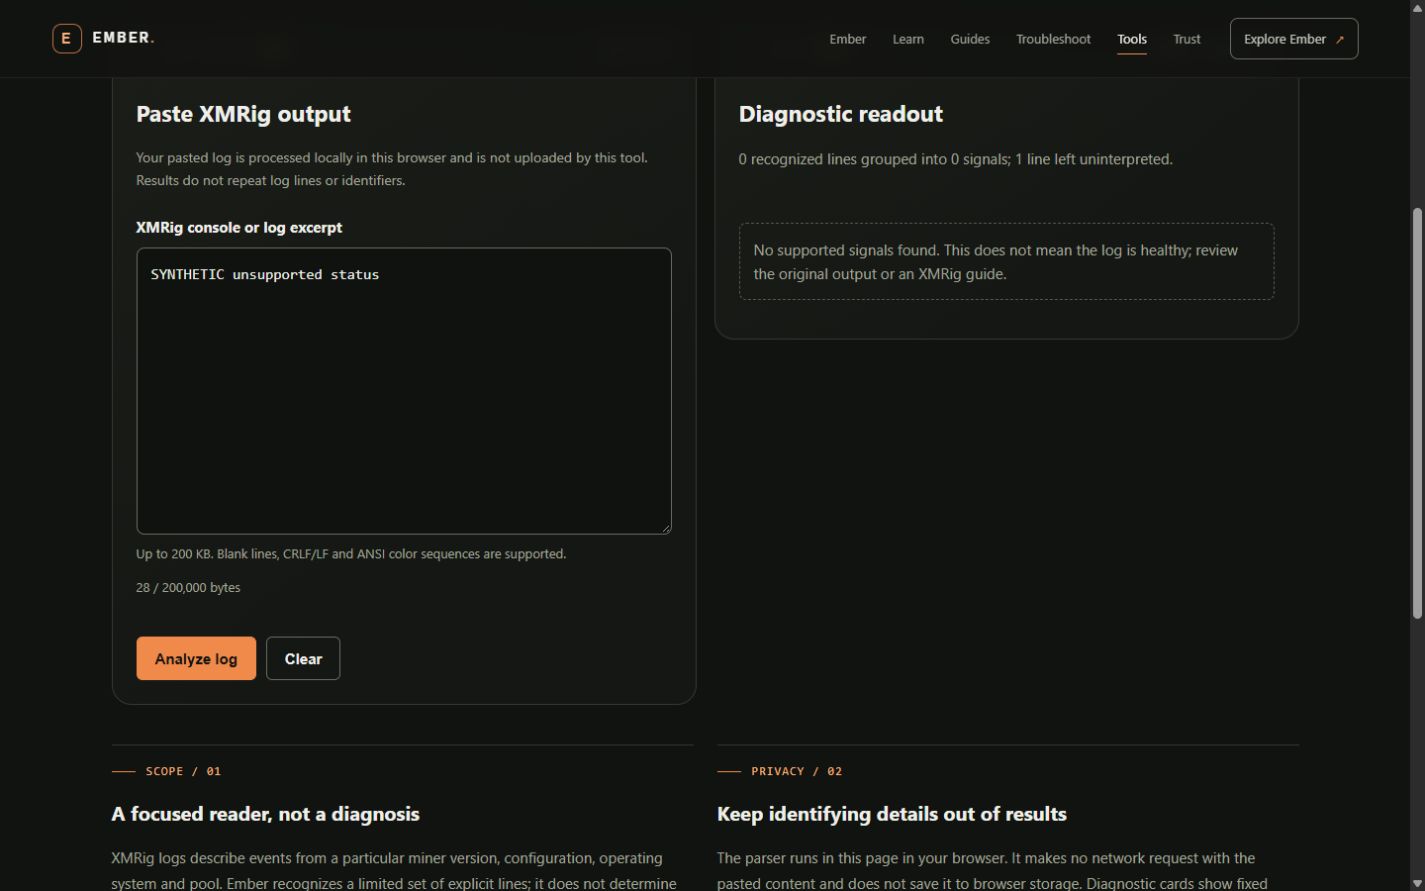 E EMBER.
Ember Learn Guides Troubleshoot Tools Trust Explore Ember ↗
Paste XMRig output
Your pasted log is processed locally in this browser and is not uploaded by this tool.
Results do not repeat log lines or identifiers.
XMRig console or log excerpt
SYNTHETIC unsupported status
Up to 200 KB. Blank lines, CRLF/LF and ANSI color sequences are supported.
28 / 200,000 bytes
Analyze log Clear
Diagnostic readout
0 recognized lines grouped into 0 signals; 1 line left uninterpreted.
No supported signals found. This does not mean the log is healthy; review
the original output or an XMRig guide.
SCOPE / 01
A focused reader, not a diagnosis
XMRig logs describe events from a particular miner version, configuration, operating
system and pool. Ember recognizes a limited set of explicit lines; it does not determine
PRIVACY / 02
Keep identifying details out of results
The parser runs in this page in your browser. It makes no network request with the
pasted content and does not save it to browser storage. Diagnostic cards show fixed